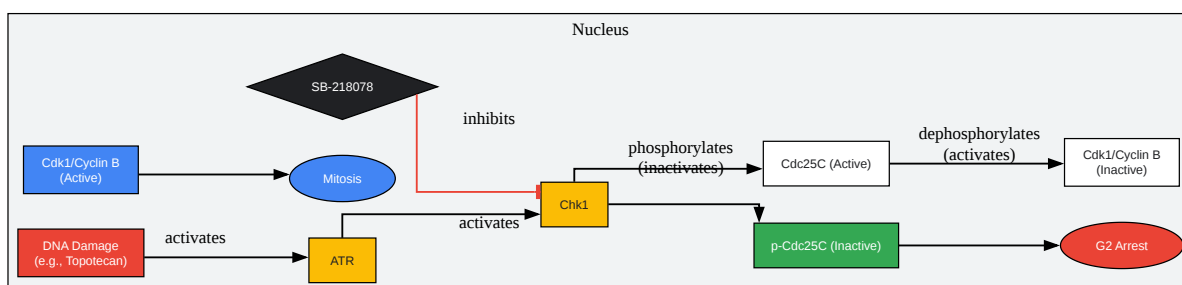 Nucleus
SB-218078
inhibits
Cdk1/Cyclin B
(Active)
Mitosis
phosphorylates
(inactivates)
Cdc25C (Active)
dephosphorylates
(activates)
Cdk1/Cyclin B
(Inactive)
Chk1
activates
DNA Damage
(e.g., Topotecan)
activates
ATR
p-Cdc25C (Inactive)
G2 Arrest